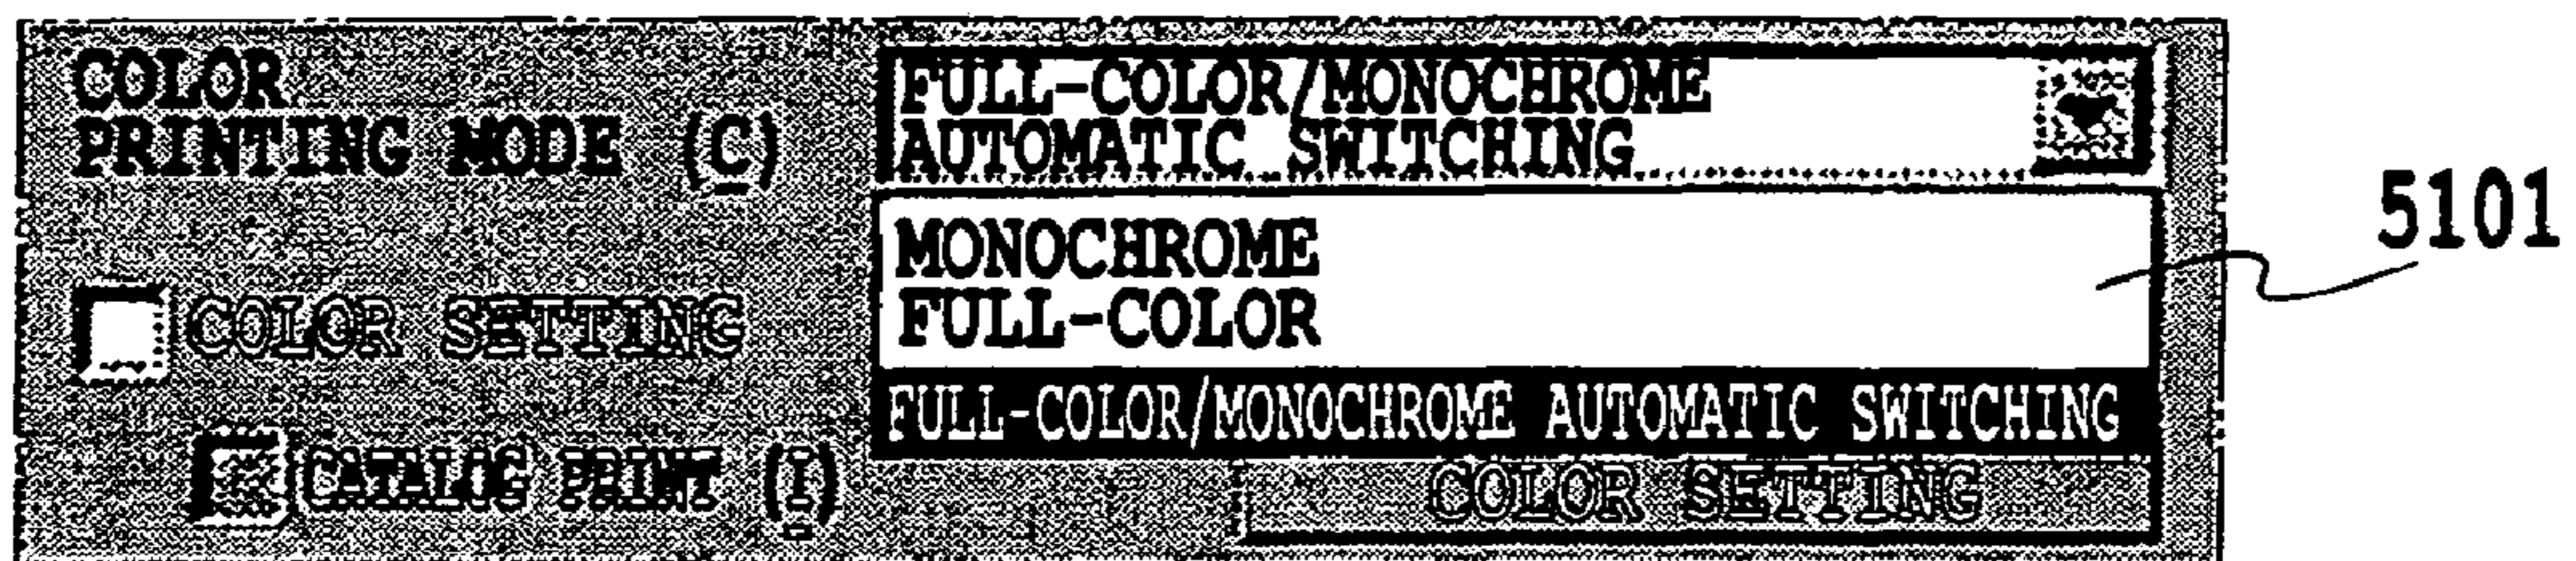 COLOR
PRINTING MODE (C)
FULL-COLOR/MONOCHROME
AUTOMATIC SWITCHING
MONOCHROME
FULL-COLOR
FULL-COLOR/MONOCHROME AUTOMATIC SWITCHING
COLOR SETTING
CATALOG PRINT (I)
COLOR SETTING
5101